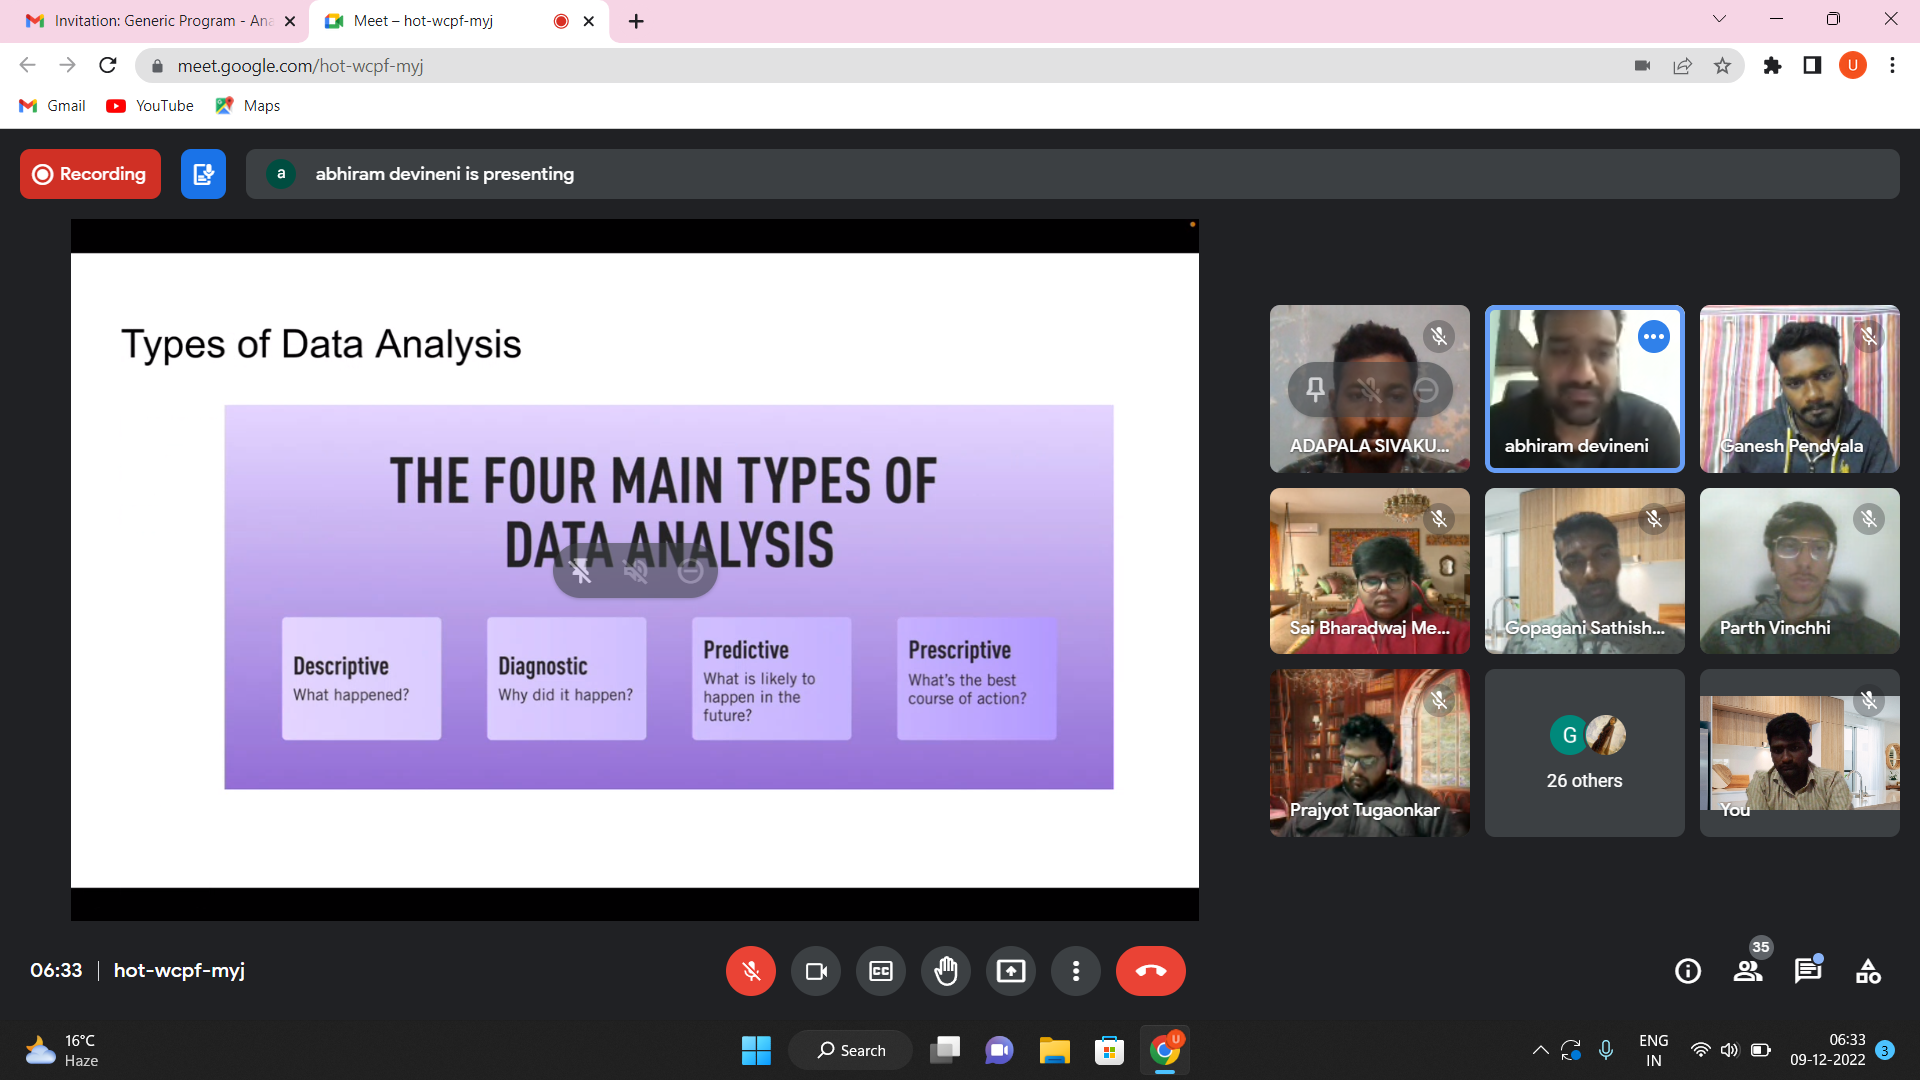 Invitation: Generic Program - Ana
Meet – hot-wcpf-myj
meet.google.com/hot-wcpf-myj
U
Gmail
YouTube
Maps
Recording
a
abhiram devineni is presenting
Types of Data Analysis
THE FOUR MAIN TYPES OF
DATA ANALYSIS
Descriptive
What happened?
Diagnostic
Why did it happen?
Predictive
What is likely to
happen in the
future?
Prescriptive
What's the best
course of action?
ADAPALA SIVAKU...
abhiram devineni
Ganesh Pendyala
Sai Bharadwaj Me...
Gopagani Sathish...
Parth Vinchhi
Prajyot Tugaonkar
G
26 others
You
06:33 | hot-wcpf-myj
CC
35
16°C
Haze
Search
U
ENG
IN
06:33
09-12-2022
3